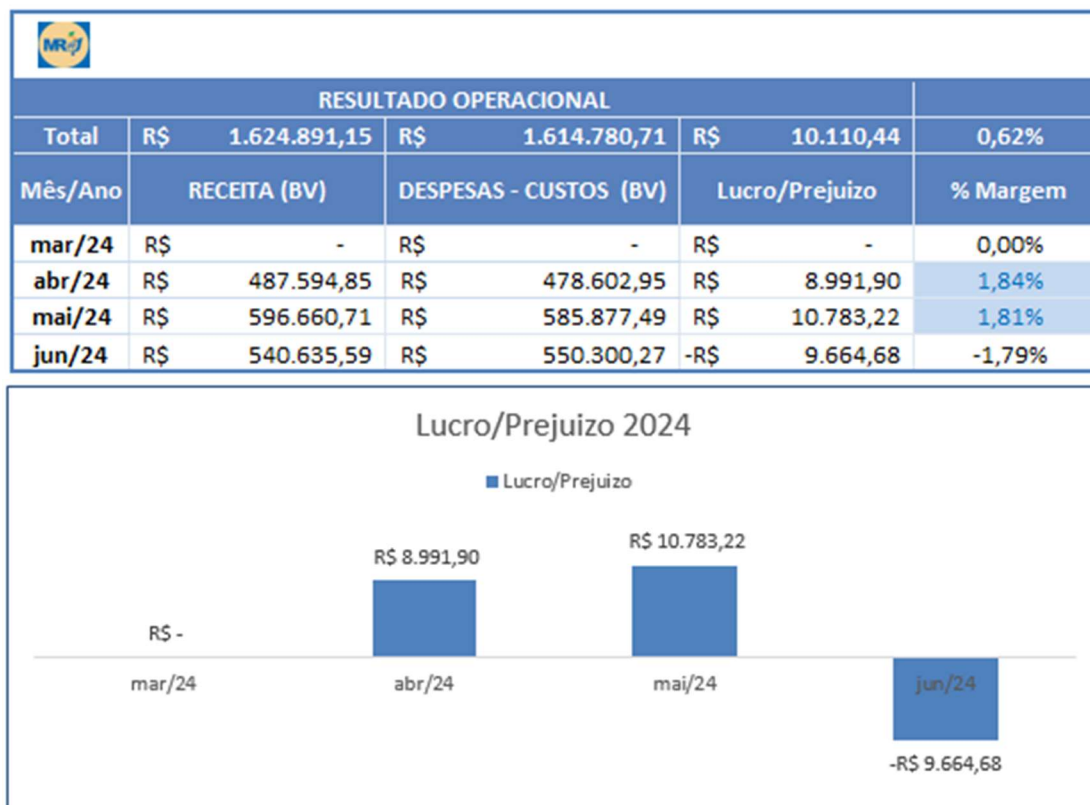 MR
RESULTADO OPERACIONAL
Total R$ 1.624.891,15 R$ 1.614.780,71 R$ 10.110,44 0,62%
Mês/Ano RECEITA (BV) DESPESAS - CUSTOS (BV) Lucro/Prejuizo % Margem
mar/24 R$ - R$ - R$ - 0,00%
abr/24 R$ 487.594,85 R$ 478.602,95 R$ 8.991,90 1,84%
mai/24 R$ 596.660,71 R$ 585.877,49 R$ 10.783,22 1,81%
jun/24 R$ 540.635,59 R$ 550.300,27 -R$ 9.664,68 -1,79%
Lucro/Prejuizo 2024
Lucro/Prejuizo
R$ 10.783,22
R$ 8.991,90
R$ -
mar/24 abr/24 mai/24 jun/24
-R$ 9.664,68